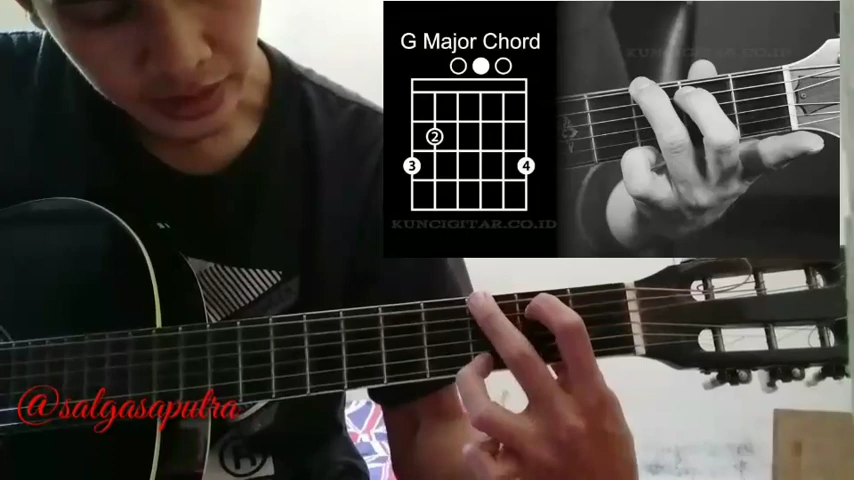 G Major Chord
2
3 4
KUNCIGITAR.CO.ID
KUNCIGITAR.CO.ID
@salgasaputra
R